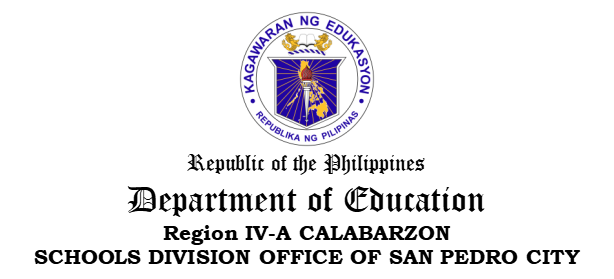 KAGAWARAN NG EDUKASYON
REPUBLIKA NG PILIPINAS
Republic of the Philippines
Department of Education
Region IV-A CALABARZON
SCHOOLS DIVISION OFFICE OF SAN PEDRO CITY